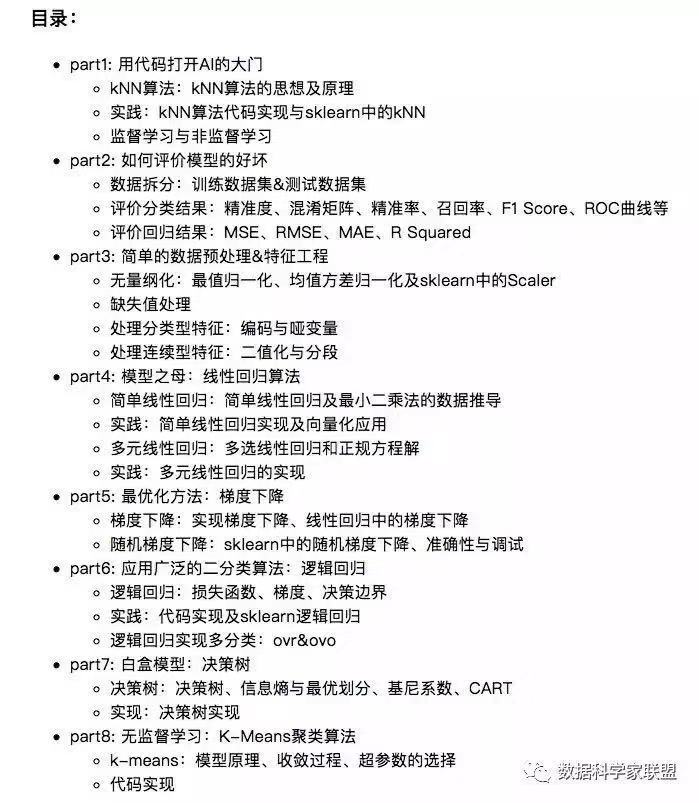 目录：
part1: 用代码打开AI的大门
kNN算法：kNN算法的思想及原理
实践：kNN算法代码实现与sklearn中的kNN
监督学习与非监督学习
part2: 如何评价模型的好坏
数据拆分：训练数据集&测试数据集
评价分类结果：精准度、混淆矩阵、精准率、召回率、F1 Score、ROC曲线等
评价回归结果：MSE、RMSE、MAE、R Squared
part3: 简单的数据预处理&特征工程
无量纲化：最值归一化、均值方差归一化及sklearn中的Scaler
缺失值处理
处理分类型特征：编码与哑变量
处理连续型特征：二值化与分段
part4: 模型之母：线性回归算法
简单线性回归：简单线性回归及最小二乘法的数据推导
实践：简单线性回归实现及向量化应用
多元线性回归：多选线性回归和正规方程解
实践：多元线性回归的实现
part5: 最优化方法：梯度下降
梯度下降：实现梯度下降、线性回归中的梯度下降
随机梯度下降：sklearn中的随机梯度下降、准确性与调试
part6: 应用广泛的二分类算法：逻辑回归
逻辑回归：损失函数、梯度、决策边界
实践：代码实现及sklearn逻辑回归
逻辑回归实现多分类：ovr&ovo
part7: 白盒模型：决策树
决策树：决策树、信息熵与最优划分、基尼系数、CART
实现：决策树实现
part8: 无监督学习：K-Means聚类算法
k-means：模型原理、收敛过程、超参数的选择
代码实现
数据科学家联盟